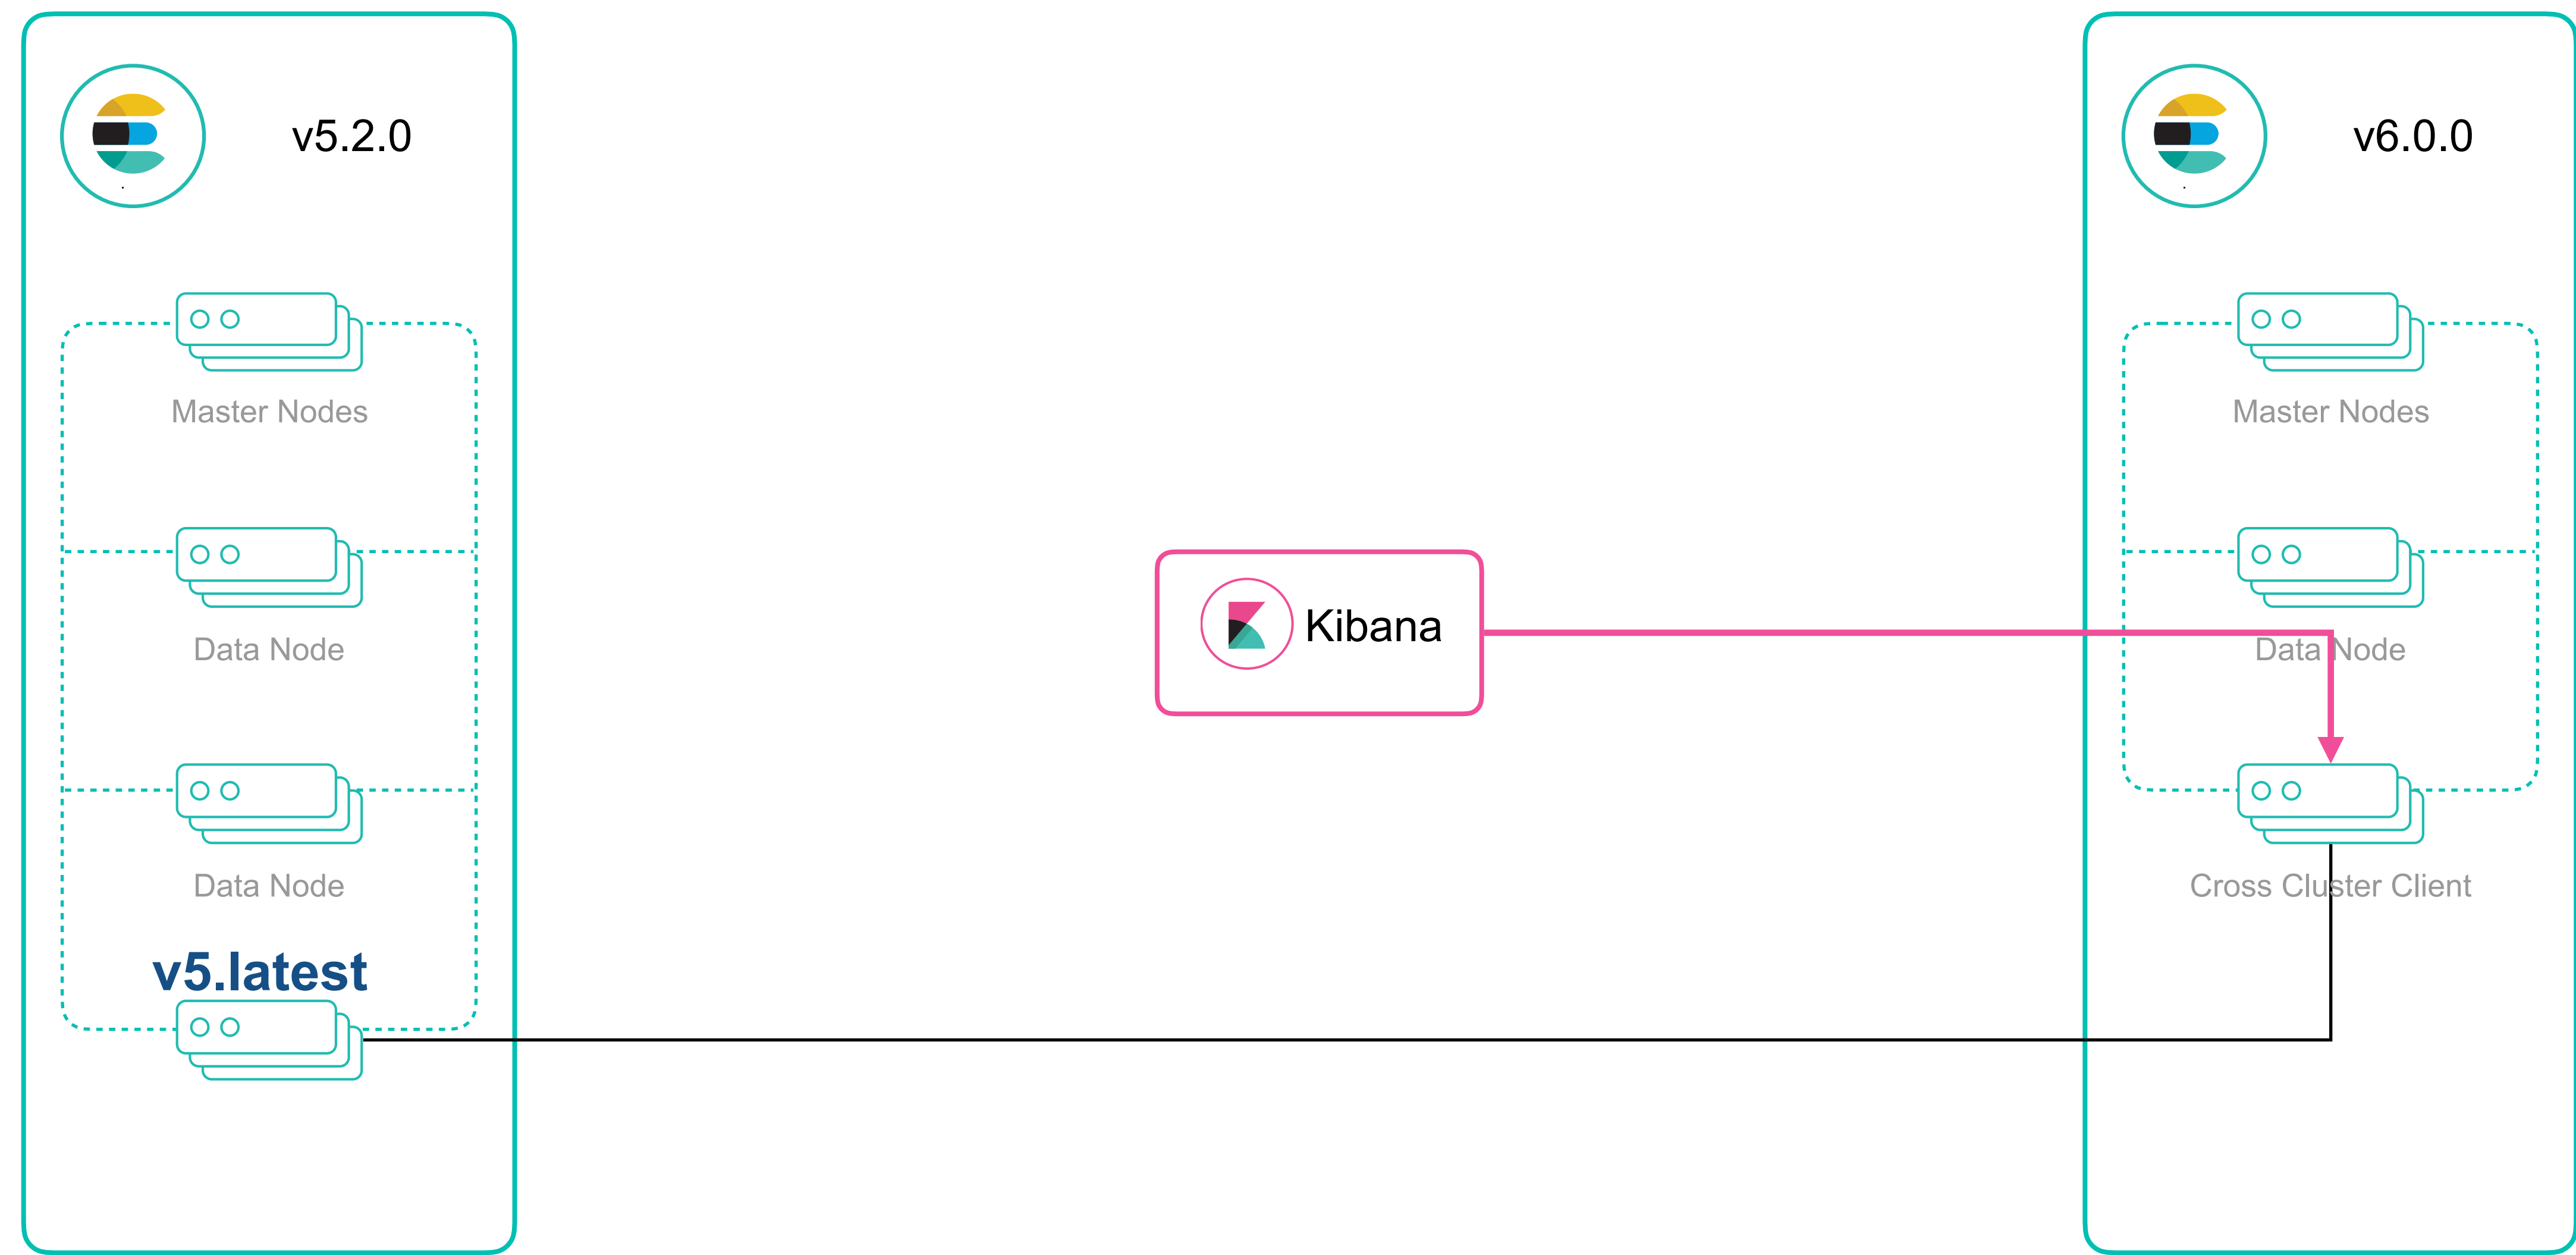 v5.2.0
Master Nodes
Data Node
Data Node
v5.latest
Kibana
v6.0.0
Master Nodes
Data Node
Cross Cluster Client